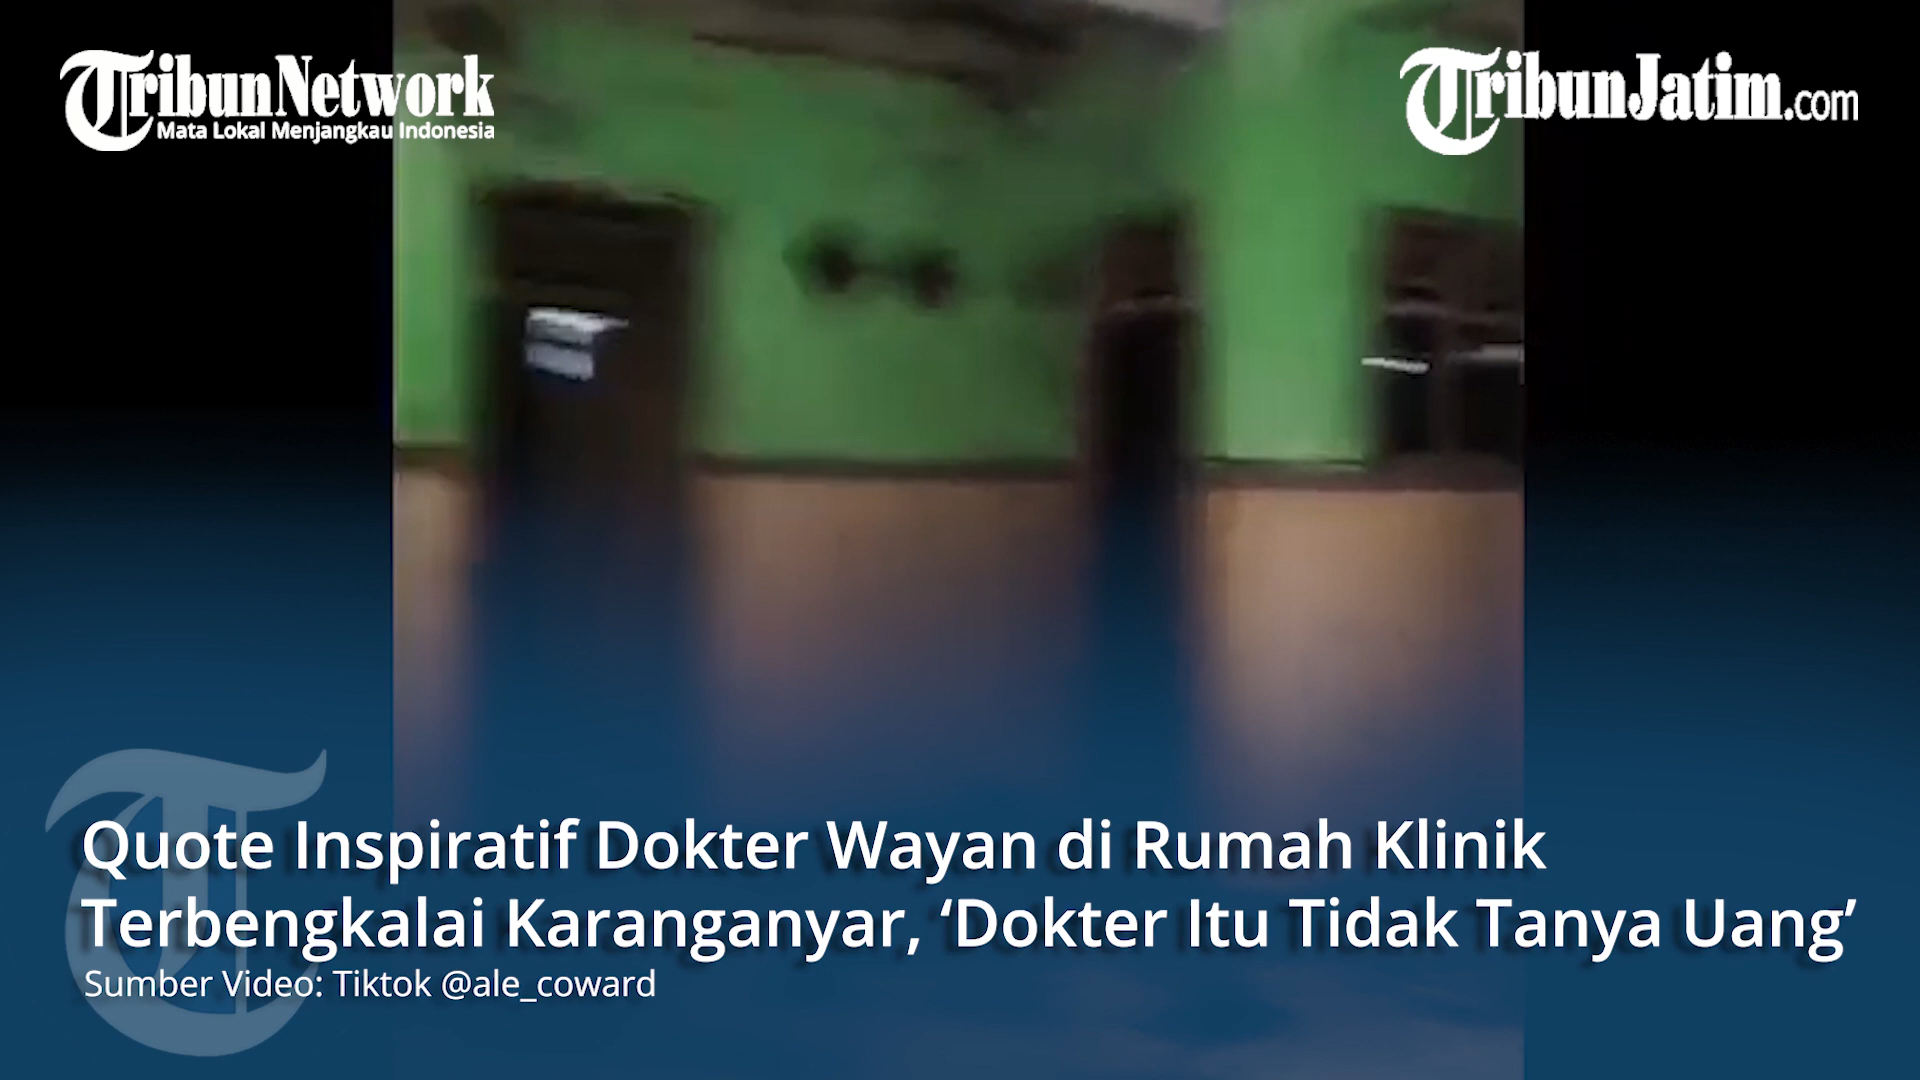 TribunNetwork
Mata Lokal Menjangkau Indonesia
TribunJatim.com
Quote Inspiratif Dokter Wayan di Rumah Klinik
Terbengkalai Karanganyar, ‘Dokter Itu Tidak Tanya Uang’
Sumber Video: Tiktok @ale_coward